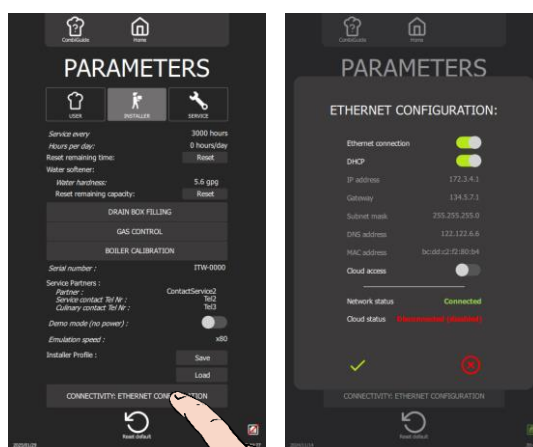 CombiGuide
Home
PARAMETERS
USER
INSTALLER
SERVICE
Service every 3000 hours
Hours per day: 0 hours/day
Reset remaining time: Reset
Water softener:
Water hardness: 5.6 gpg
Reset remaining capacity: Reset
DRAIN BOX FILLING
GAS CONTROL
BOILER CALIBRATION
Serial number : ITW-0000
Service Partners :
Partner : ContactService2
Service contact Tel Nr : Tel2
Culinary contact Tel Nr : Tel3
Demo mode (no power) :
Emulation speed : x80
Installer Profile : Save
Load
CONNECTIVITY: ETHERNET CON
TION
Reset default
CombiGuide
Home
PARAMETERS
ETHERNET CONFIGURATION:
Ethernet connection
DHCP
IP address 172.3.4.1
Gateway 134.5.7.1
Subnet mask 255.255.255.0
DNS address 122.122.6.6
MAC address bc:dd:c2:f2:80:b4
Cloud access
Network status Connected
Cloud status Disconnected (disabled)
CONNECTIVITY: ETHERNET CONFIGURATION
Reset default